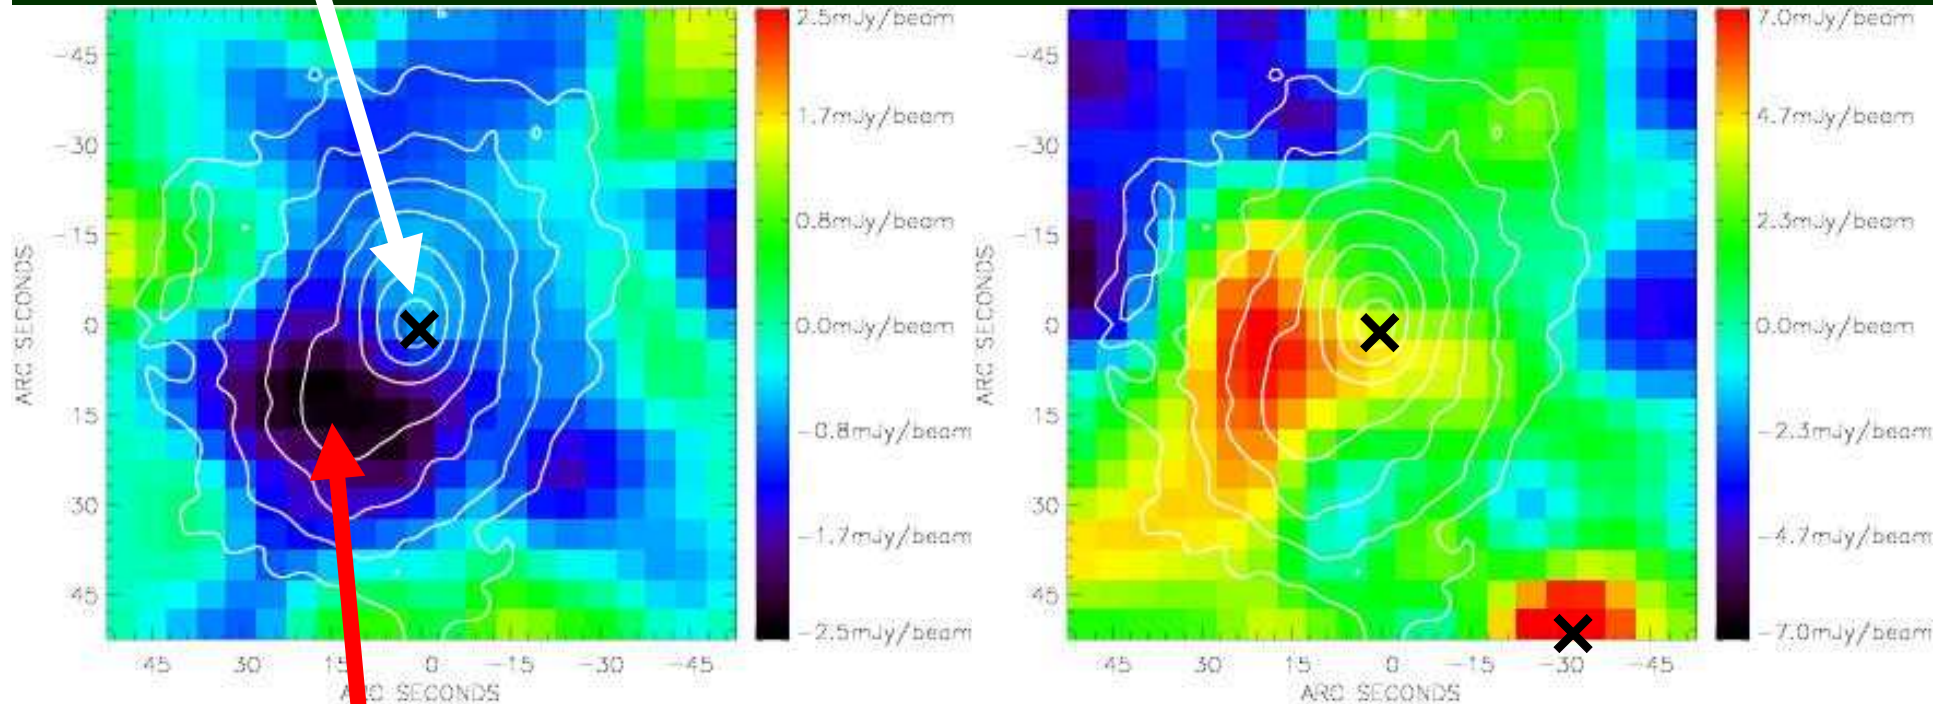 2.5mJy/beam
1.7mJy/beam
0.8mJy/beam
0.0mJy/beam
-0.8mJy/beam
-1.7mJy/beam
-2.5mJy/beam
-45
-30
-15
0
15
30
45
ARC SECONDS
45 30 15 0 -15 -30 -45
ARC SECONDS
7.0mJy/beam
4.7mJy/beam
2.3mJy/beam
0.0mJy/beam
-2.3mJy/beam
-4.7mJy/beam
-7.0mJy/beam
-45
-30
-15
0
15
30
45
ARC SECONDS
45 30 15 0 -15 -30 -45
ARC SECONDS